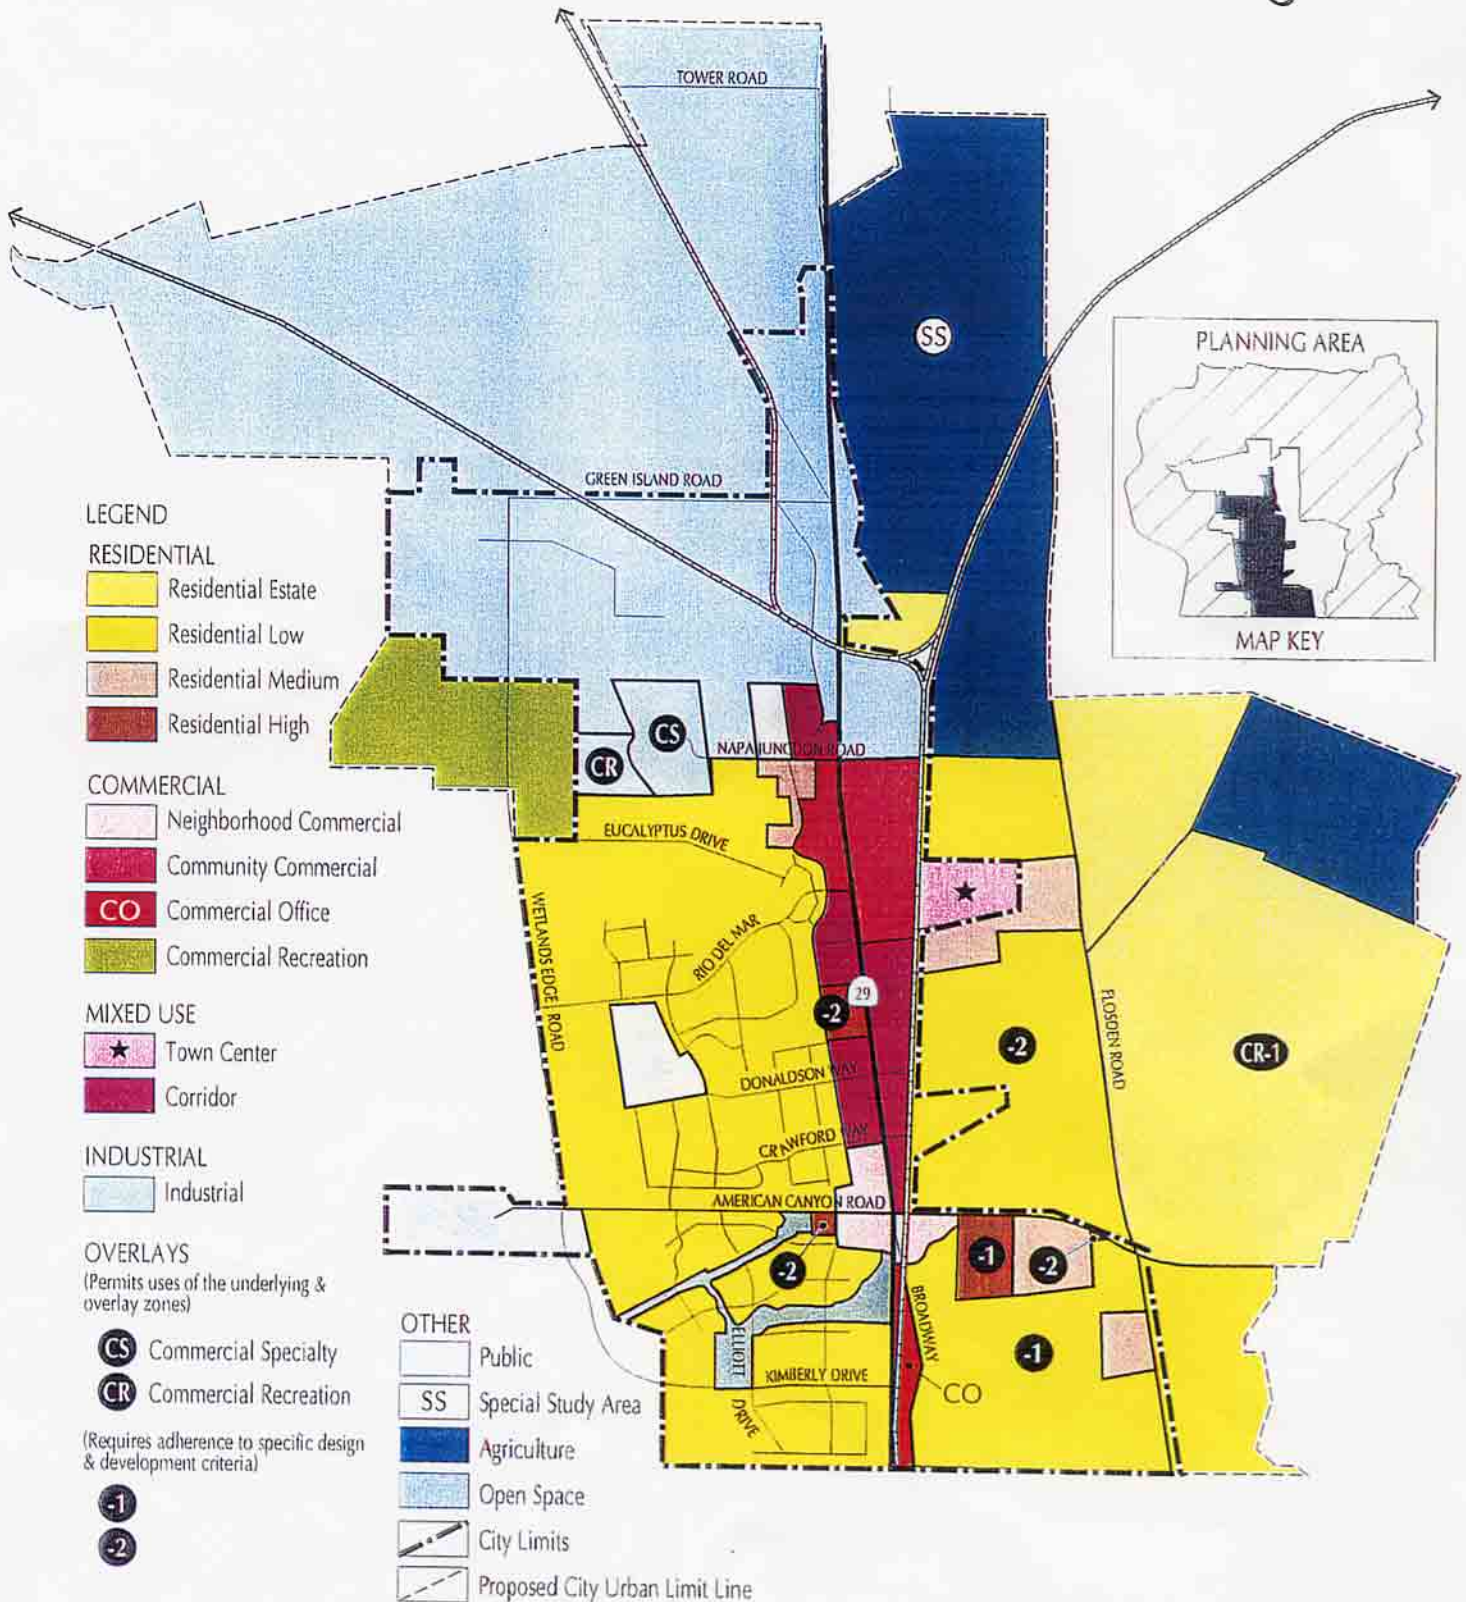 TOWER ROAD
SS
PLANNING AREA
MAP KEY
GREEN ISLAND ROAD
LEGEND
RESIDENTIAL
Residential Estate
Residential Low
Residential Medium
Residential High
COMMERCIAL
Neighborhood Commercial
Community Commercial
CO Commercial Office
Commercial Recreation
MIXED USE
Town Center
Corridor
INDUSTRIAL
Industrial
OVERLAYS
(Permits uses of the underlying &
overlay zones)
CS Commercial Specialty
CR Commercial Recreation
(Requires adherence to specific design
& development criteria)
-1
-2
OTHER
Public
SS Special Study Area
Agriculture
Open Space
City Limits
Proposed City Urban Limit Line
CS
CR
NAPA JUNCTION ROAD
EUCALYPTUS DRIVE
WETLANDS EDGE ROAD
RIO DEL MAR
29
-2
-2
FLOSDEN ROAD
CR-1
DONALDSON WAY
CRAWFORD WAY
AMERICAN CANYON ROAD
-2
-1
-2
BROADWAY
-1
ELLIOTT
DRIVE
KIMBERLY DRIVE
CO